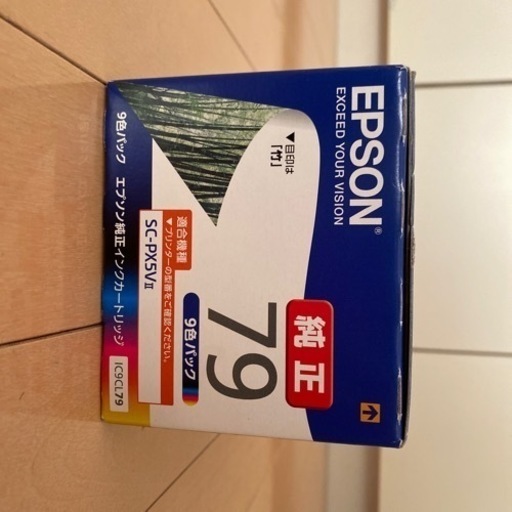 EPSON®
EXCEED YOUR VISION
▼目印は
「竹」
純正
79
9色パック
適合機種
▼プリンターの型番をご確認ください。
SC-PX5VII
9色パック エプソン純正インクカートリッジ IC9CL79